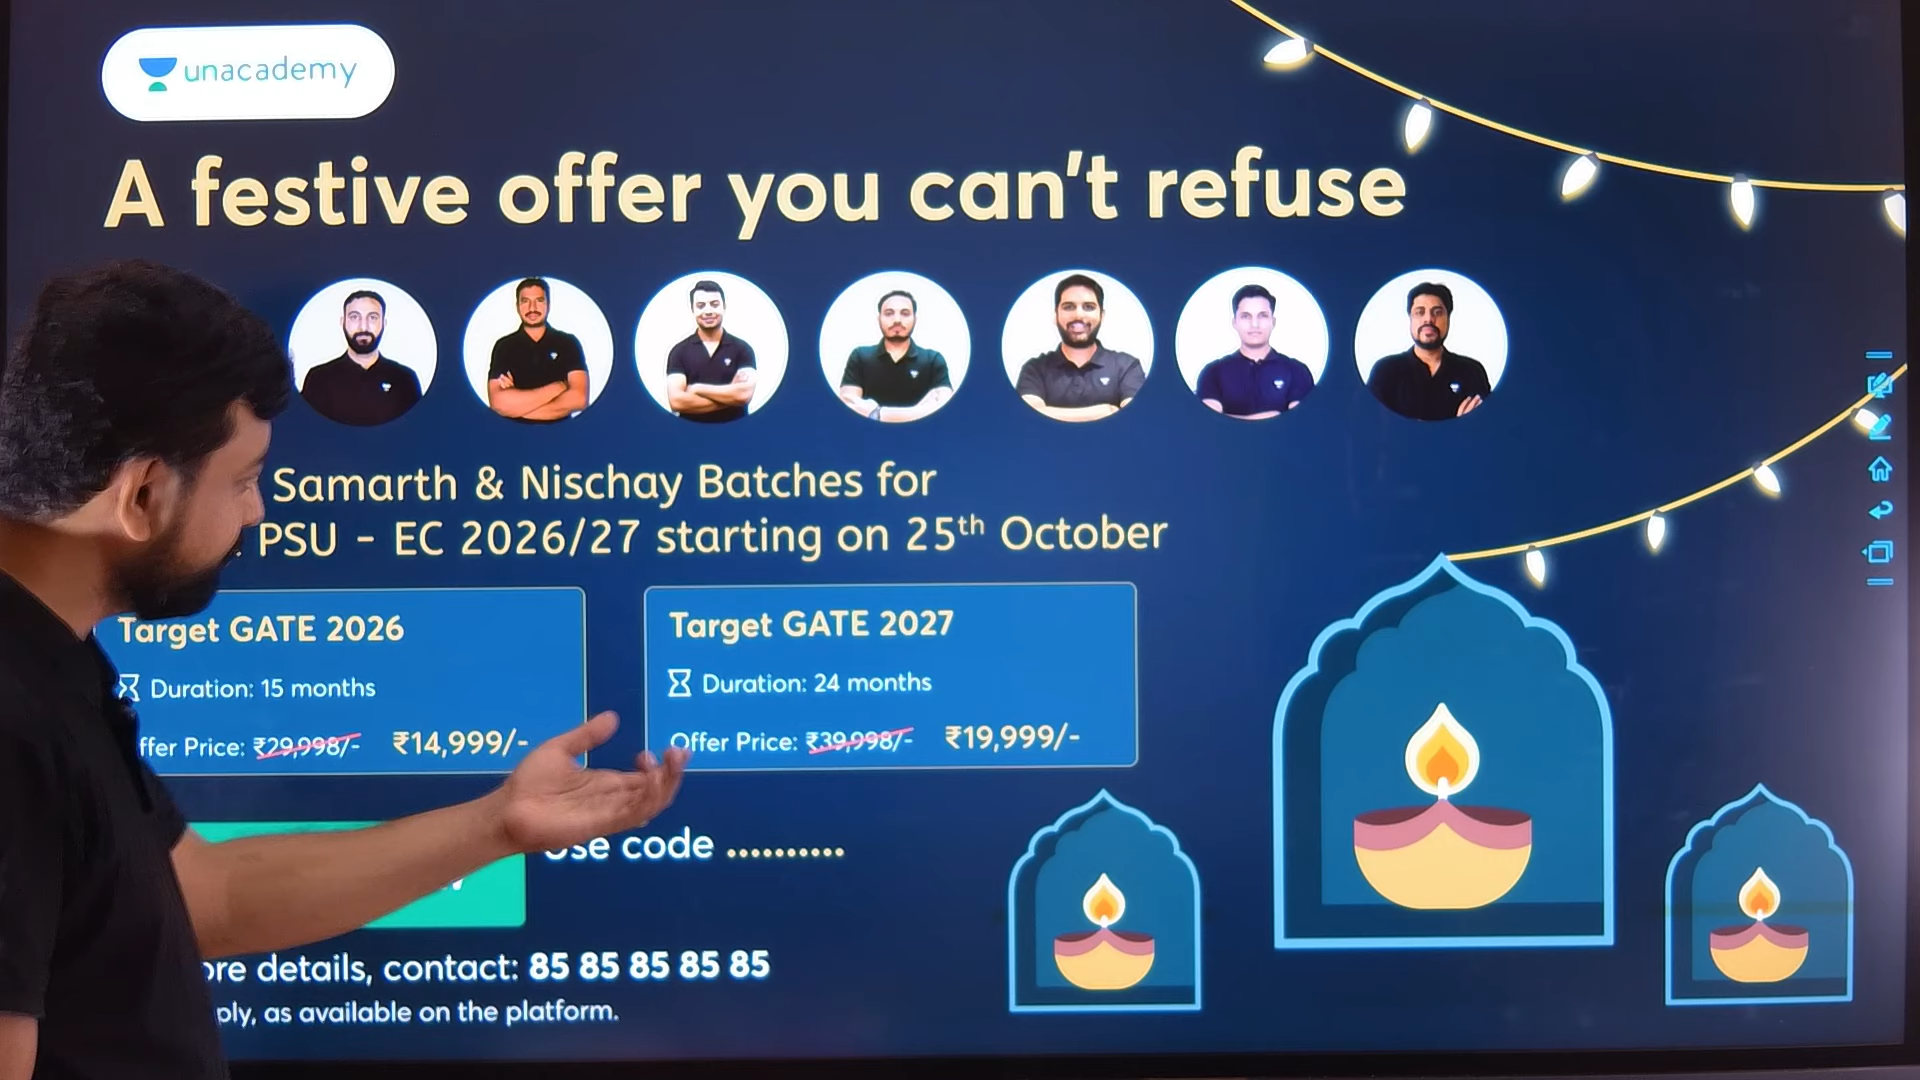 unacademy
A festive offer you can't refuse
Samarth & Nischay Batches for
PSU - EC 2026/27 starting on 25th October
Target GATE 2026
Duration: 15 months
ffer Price: ₹29,998/- ₹14,999/-
Target GATE 2027
Duration: 24 months
Offer Price: ₹39,998/- ₹19,999/-
Use code ..........
ore details, contact: 85 85 85 85 85
ply, as available on the platform.